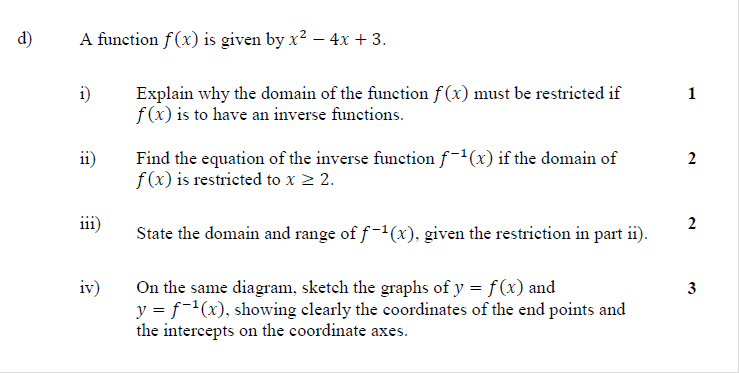 d) A function f(x) is given by x² − 4x + 3.
i) Explain why the domain of the function f(x) must be restricted if 1
f(x) is to have an inverse functions.
ii) Find the equation of the inverse function f⁻¹(x) if the domain of 2
f(x) is restricted to x ≥ 2.
iii) State the domain and range of f⁻¹(x), given the restriction in part ii). 2
iv) On the same diagram, sketch the graphs of y = f(x) and 3
y = f⁻¹(x), showing clearly the coordinates of the end points and
the intercepts on the coordinate axes.